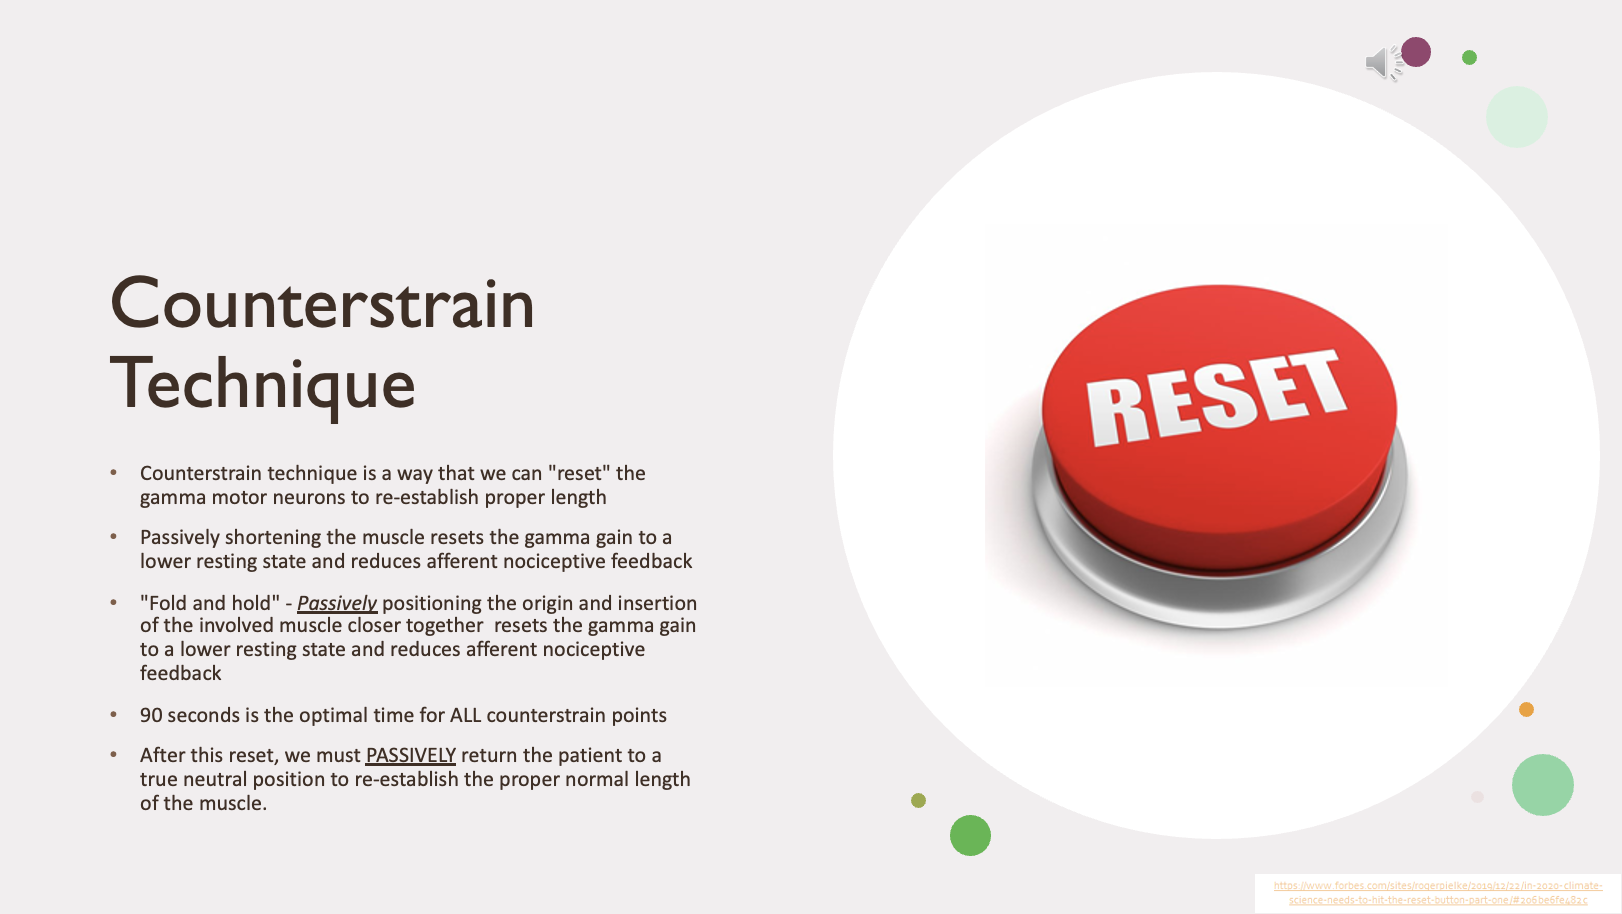 Counterstrain
Technique
• Counterstrain technique is a way that we can "reset" the
gamma motor neurons to re-establish proper length
• Passively shortening the muscle resets the gamma gain to a
lower resting state and reduces afferent nociceptive feedback
• "Fold and hold" - Passively positioning the origin and insertion
of the involved muscle closer together  resets the gamma gain
to a lower resting state and reduces afferent nociceptive
feedback
• 90 seconds is the optimal time for ALL counterstrain points
• After this reset, we must PASSIVELY return the patient to a
true neutral position to re-establish the proper normal length
of the muscle.
RESET
https://www.forbes.com/sites/rogerpielke/2019/12/22/in-2020-climate-
science-needs-to-hit-the-reset-button-part-one/#206be6fe482c